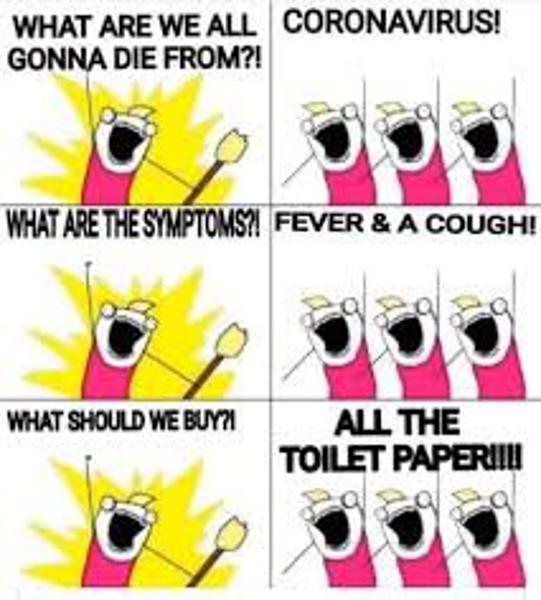 WHAT ARE WE ALL
GONNA DIE FROM?!
CORONAVIRUS!
WHAT ARE THE SYMPTOMS?!
FEVER & A COUGH!
WHAT SHOULD WE BUY?!
ALL THE
TOILET PAPER!!!!